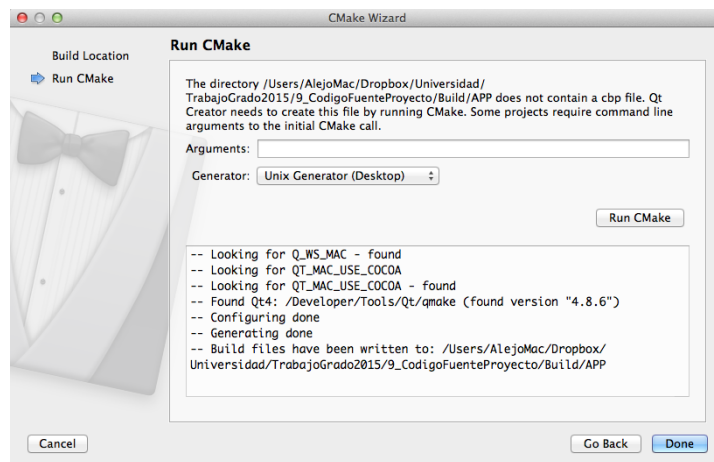 CMake Wizard
Build Location
Run CMake
Run CMake
The directory /Users/AlejoMac/Dropbox/Universidad/
TrabajoGrado2015/9_CodigoFuenteProyecto/Build/APP does not contain a cbp file. Qt
Creator needs to create this file by running CMake. Some projects require command line
arguments to the initial CMake call.
Arguments:
Generator: Unix Generator (Desktop)
Run CMake
-- Looking for Q_WS_MAC - found
-- Looking for QT_MAC_USE_COCOA
-- Looking for QT_MAC_USE_COCOA - found
-- Found Qt4: /Developer/Tools/Qt/qmake (found version "4.8.6")
-- Configuring done
-- Generating done
-- Build files have been written to: /Users/AlejoMac/Dropbox/
Universidad/TrabajoGrado2015/9_CodigoFuenteProyecto/Build/APP
Cancel
Go Back
Done